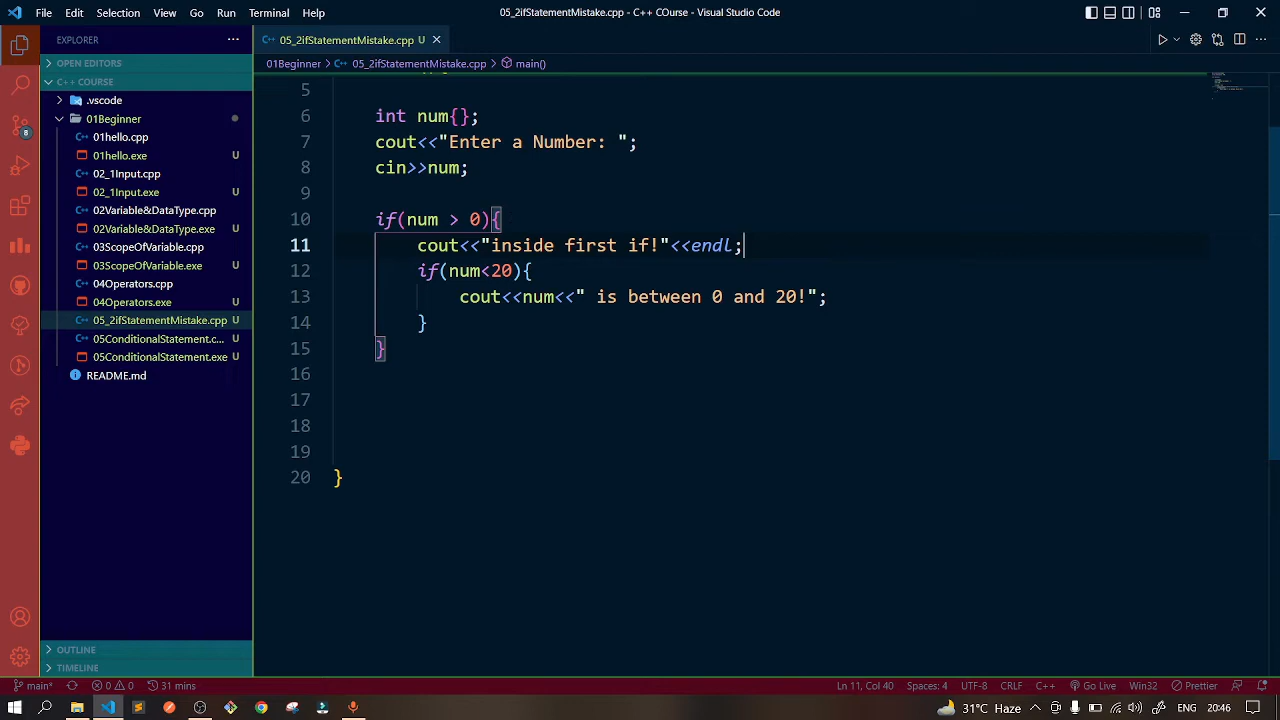 File Edit Selection View Go Run Terminal Help
05_2ifStatementMistake.cpp - C++ COurse - Visual Studio Code
EXPLORER
OPEN EDITORS
C++ COURSE
.vscode
01Beginner
01hello.cpp
01hello.exe U
02_1Input.cpp
02_1Input.exe U
02Variable&DataType.cpp
02Variable&DataType.exe U
03ScopeOfVariable.cpp
03ScopeOfVariable.exe U
04Operators.cpp
04Operators.exe U
05_2ifStatementMistake.cpp U
05ConditionalStatement.c... U
05ConditionalStatement.exe U
README.md
OUTLINE
TIMELINE
8
05_2ifStatementMistake.cpp U
01Beginner > 05_2ifStatementMistake.cpp > main()
5
6 int num{};
7 cout<<"Enter a Number: ";
8 cin>>num;
9
10 if(num > 0){
11 cout<<"inside first if!"<<endl;
12 if(num<20){
13 cout<<num<<" is between 0 and 20!";
14 }
15 }
16
17
18
19
20 }
main* 0 0 31 mins
Ln 11, Col 40 Spaces: 4 UTF-8 CRLF C++ Go Live Win32 Prettier
31°C Haze ENG 20:46